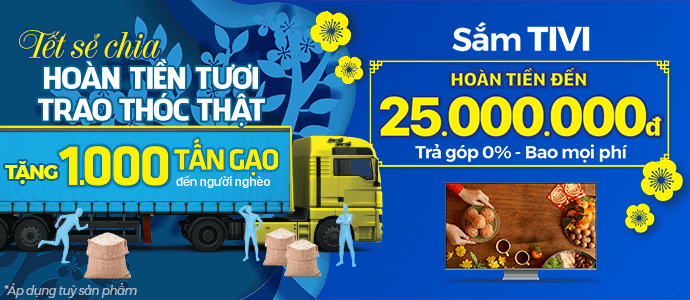 Tết sẻ chia
HOÀN TIỀN TƯƠI
TRAO THÓC THẬT
TẶNG 1.000 TẤN GẠO
đến người nghèo
*Áp dụng tuỳ sản phẩm
Sắm TIVI
HOÀN TIỀN ĐẾN
25.000.000đ
Trả góp 0% - Bao mọi phí